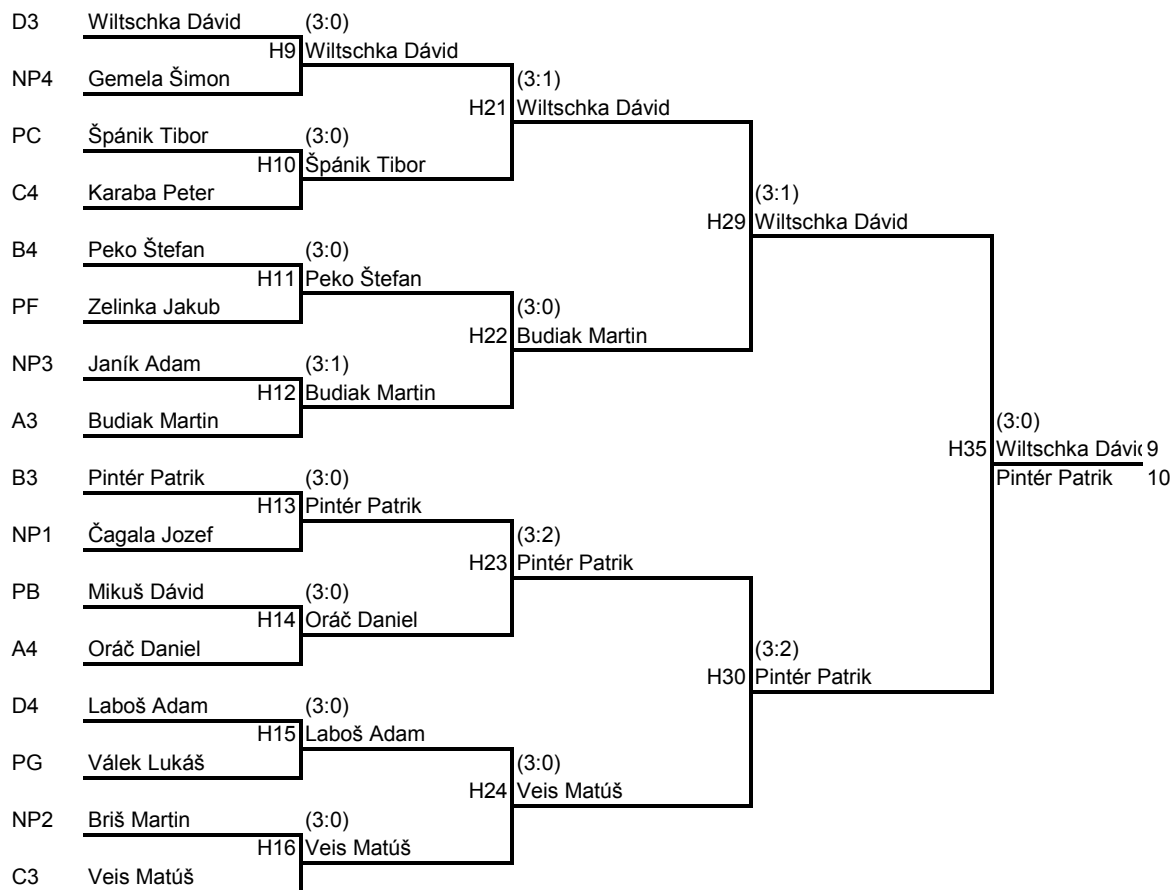 D3 Wiltschka Dávid (3:0)
H9 Wiltschka Dávid
NP4 Gemela Šimon (3:1)
H21 Wiltschka Dávid
PC Špánik Tibor (3:0)
H10 Špánik Tibor
C4 Karaba Peter (3:1)
H29 Wiltschka Dávid
B4 Peko Štefan (3:0)
H11 Peko Štefan
PF Zelinka Jakub (3:0)
H22 Budiak Martin
NP3 Janík Adam (3:1)
H12 Budiak Martin
A3 Budiak Martin (3:0)
H35 Wiltschka Dávid 9
B3 Pintér Patrik (3:0) Pintér Patrik 10
H13 Pintér Patrik
NP1 Čagala Jozef (3:2)
H23 Pintér Patrik
PB Mikuš Dávid (3:0)
H14 Oráč Daniel
A4 Oráč Daniel (3:2)
H30 Pintér Patrik
D4 Laboš Adam (3:0)
H15 Laboš Adam
PG Válek Lukáš (3:0)
H24 Veis Matúš
NP2 Briš Martin (3:0)
H16 Veis Matúš
C3 Veis Matúš